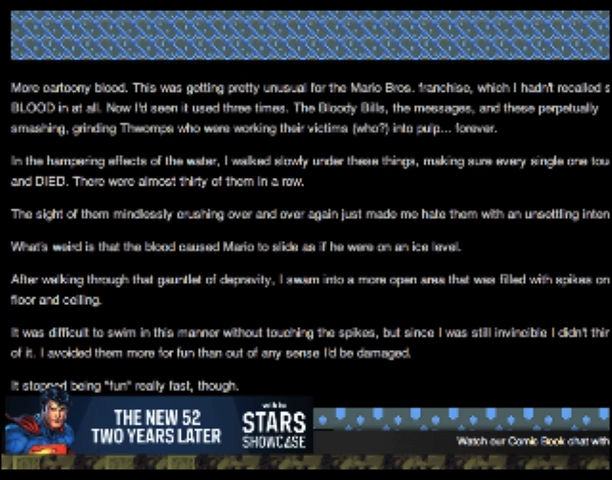 More cartoony blood. This was getting pretty unusual for the Mario Bros. franchise, which I hadn't recalled s
BLOOD in at all. Now I'd seen it used three times. The Bloody Bills, the messages, and these perpetually
smashing, grinding Thwomps who were working their victims (who?) into pulp... forever.
In the hampering effects of the water, I walked slowly under these things, making sure every single one tou
and DIED. There were almost thirty of them in a row.
The sight of them mindlessly crushing over and over again just made me hate them with an unsettling inten
What's weird is that the blood caused Mario to slide as if he were on an ice level.
After walking through that gauntlet of depravity, I swam into a more open area that was filled with spikes on
floor and ceiling.
It was difficult to swim in this manner without touching the spikes, but since I was still invincible I didn't thin
of it. I avoided them more for fun than out of any sense I'd be damaged.
It stopped being "fun" really fast, though.
THE NEW 52
TWO YEARS LATER
with the
STARS
SHOWCASE
Watch our Comic Book chat with